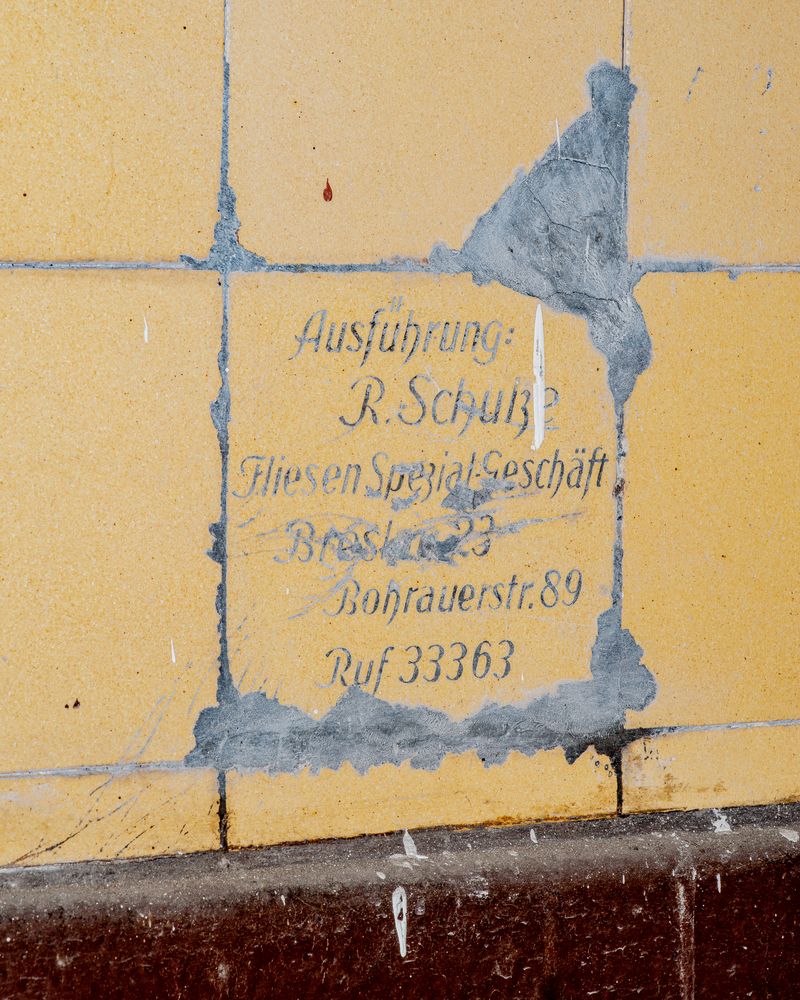 Ausführung:
R. Schulze
Fliesen Spezial-Geschäft
Breslau 23
Bohrauerstr. 89
Ruf 33363